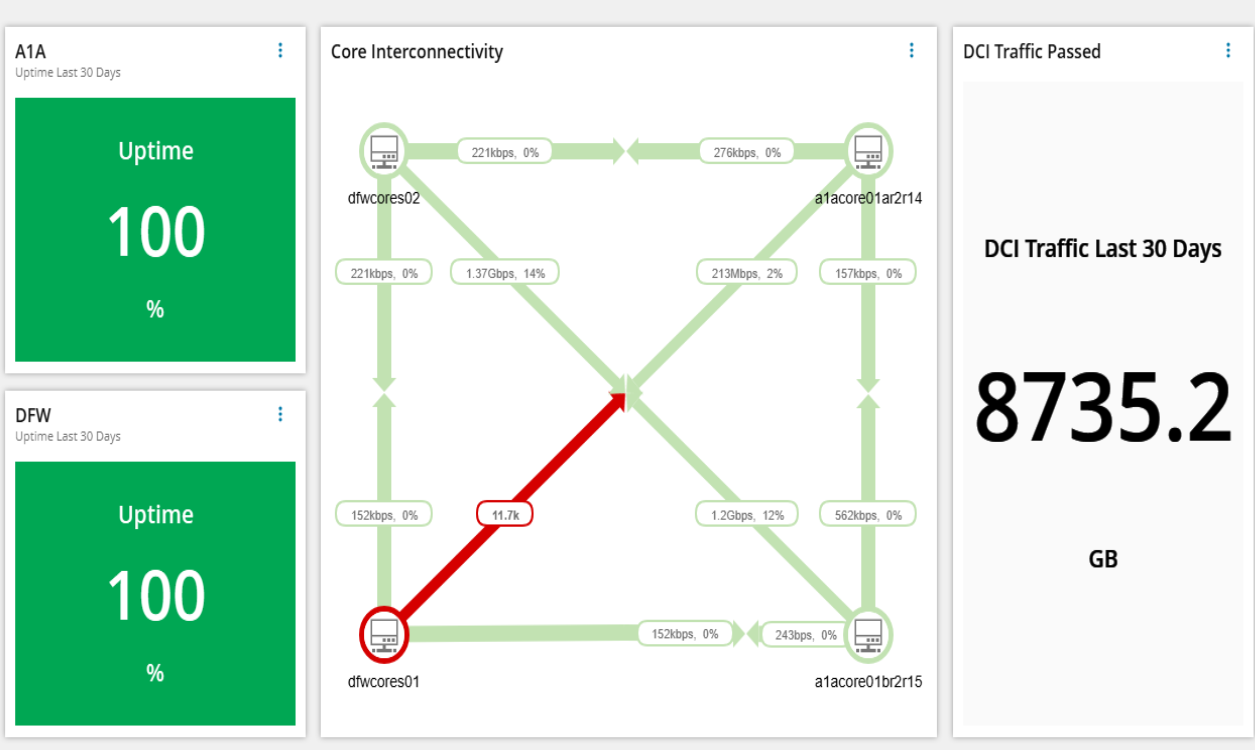 A1A
Uptime Last 30 Days
Uptime
100
%
DFW
Uptime Last 30 Days
Uptime
100
%
Core Interconnectivity
221kbps, 0%
276kbps, 0%
dfwcores02
a1acore01ar2r14
221kbps, 0%
1.37Gbps, 14%
213Mbps, 2%
157kbps, 0%
152kbps, 0%
11.7k
1.2Gbps, 12%
562kbps, 0%
152kbps, 0%
243bps, 0%
dfwcores01
a1acore01br2r15
DCI Traffic Passed
DCI Traffic Last 30 Days
8735.2
GB